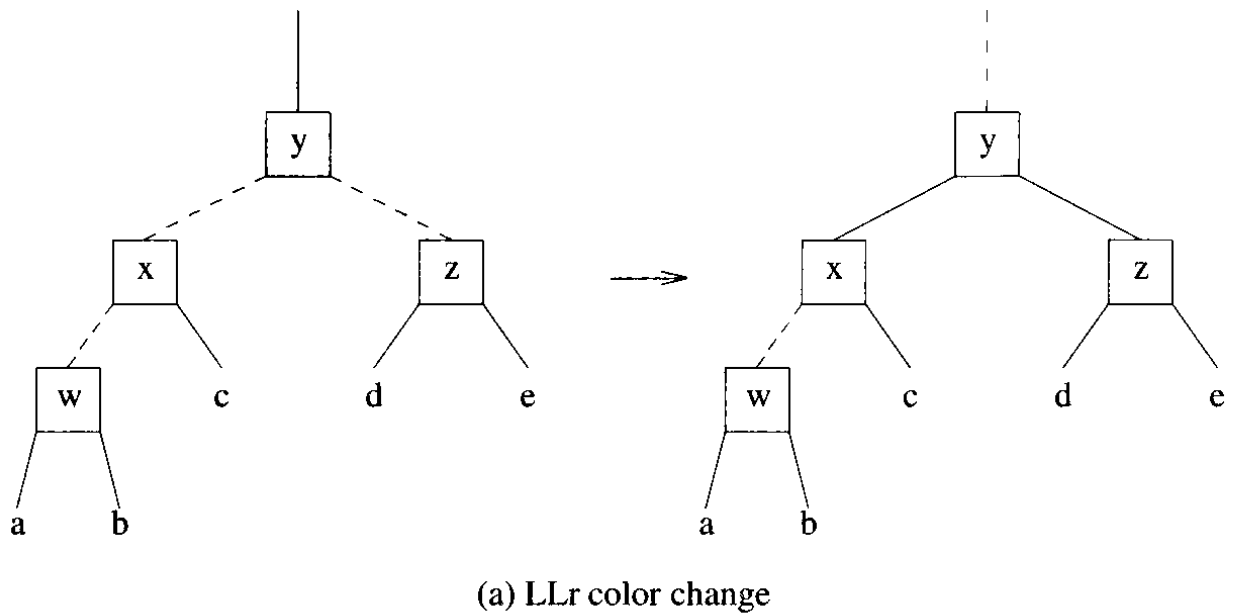 y y
x z x z
w c d e w c d e
a b a b
(a) LLr color change